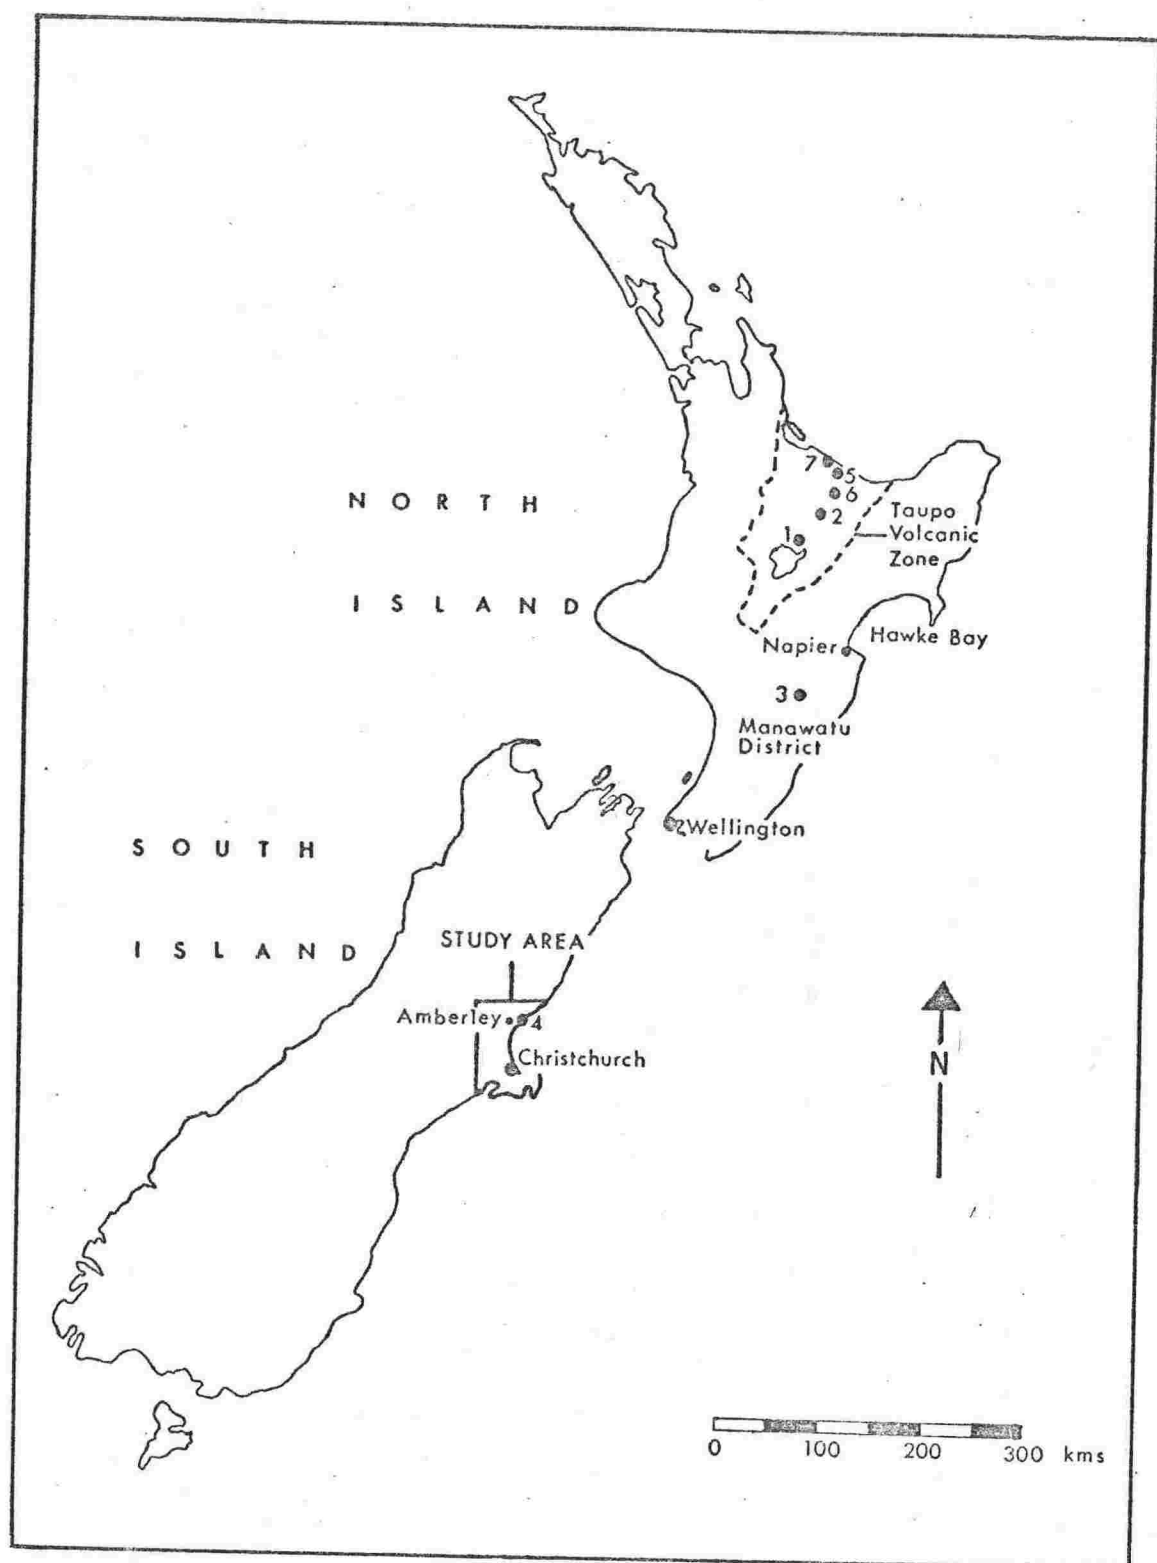 7
5
6
2
1
Taupo
Volcanic
Zone
N O R T H
I S L A N D
Napier
Hawke Bay
3
Manawatu
District
Wellington
S O U T H
I S L A N D
STUDY AREA
Amberley
4
Christchurch
N
0 100 200 300 kms